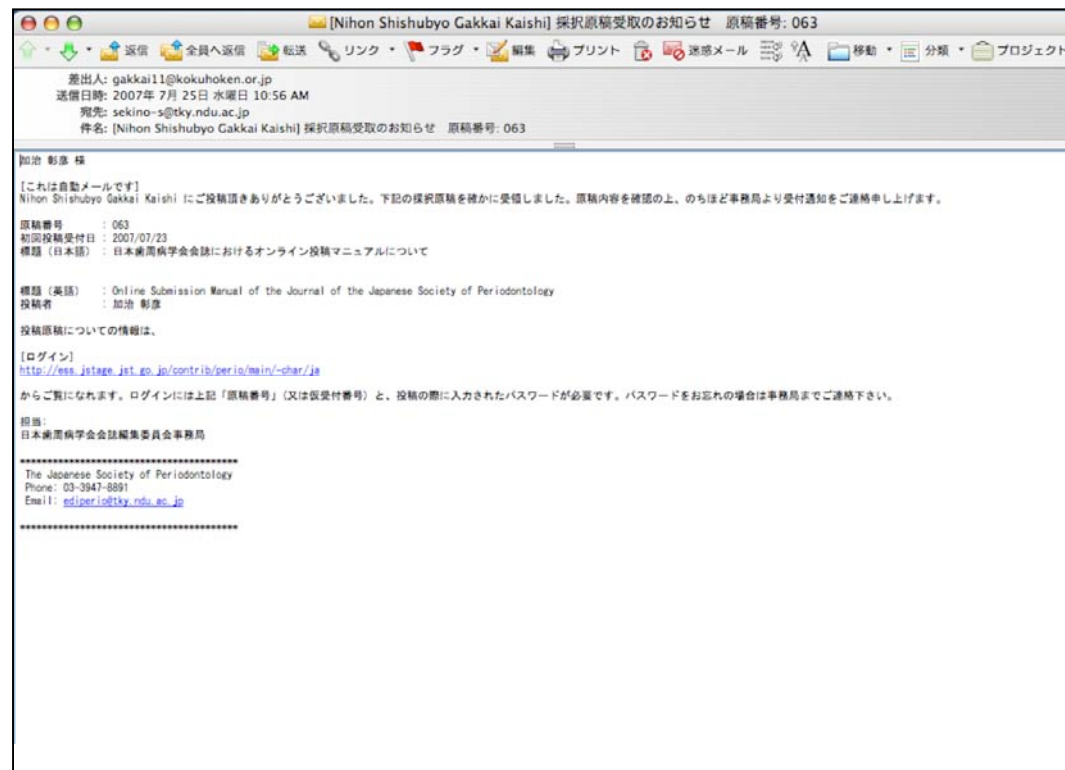 [Nihon Shishubyo Gakkai Kaishi] 採択原稿受取のお知らせ 原稿番号: 063
返信 全員へ返信 転送 リンク フラグ 編集 プリント 迷惑メール 移動 分類 プロジェクト
差出人: gakkai11@kokuhoken.or.jp
送信日時: 2007年 7月 25日 水曜日 10:56 AM
宛先: sekino-s@tky.ndu.ac.jp
件名: [Nihon Shishubyo Gakkai Kaishi] 採択原稿受取のお知らせ 原稿番号: 063
加治 彰彦 様
[これは自動メールです]
Nihon Shishubyo Gakkai Kaishi にご投稿頂きありがとうございました。下記の採択原稿を確かに受領しました。原稿内容を確認の上、のちほど事務局より受付通知をご連絡申し上げます。
原稿番号 : 063
初回投稿受付日 : 2007/07/23
標題（日本語） : 日本歯周病学会会誌におけるオンライン投稿マニュアルについて
標題（英語） : Online Submission Manual of the Journal of the Japanese Society of Periodontology
投稿者 : 加治 彰彦
投稿原稿についての情報は、
[ログイン]
http://ess.jstage.jst.go.jp/contrib/perio/main/-char/ja
からご覧になれます。ログインには上記「原稿番号」（又は仮受付番号）と、投稿の際に入力されたパスワードが必要です。パスワードをお忘れの場合は事務局までご連絡下さい。
担当:
日本歯周病学会会誌編集委員会事務局
******************************************
The Japanese Society of Periodontology
Phone: 03-3947-8891
Email: ediperio@tky.ndu.ac.jp
******************************************